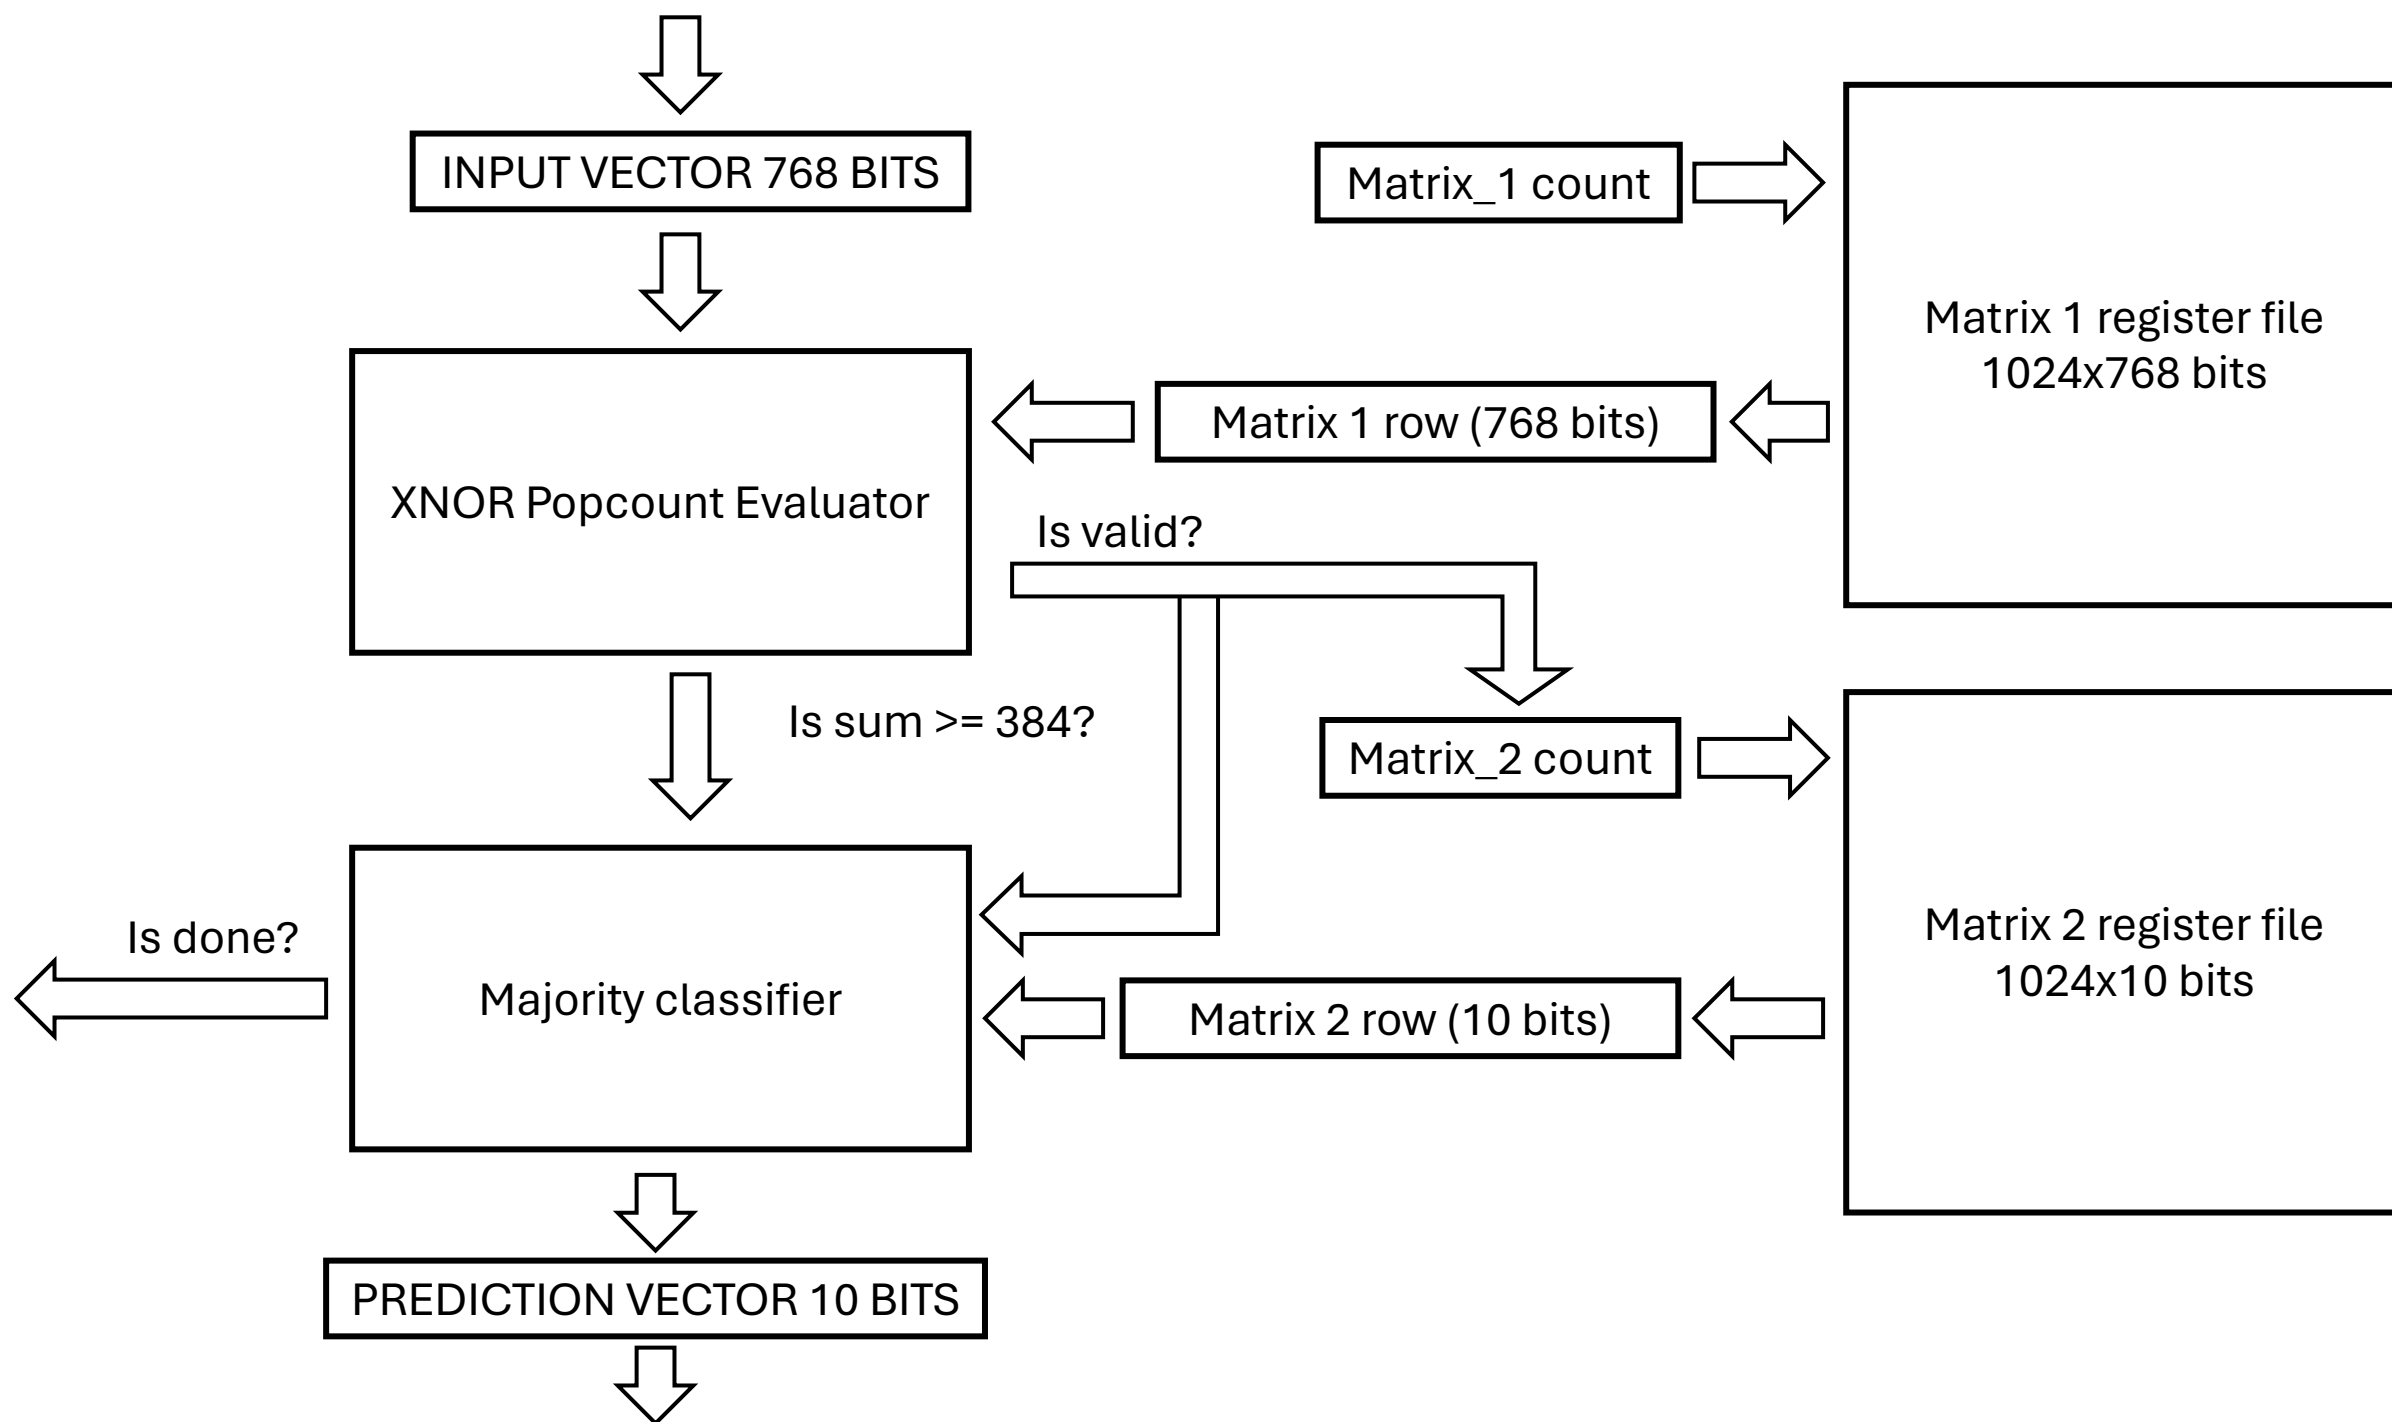 INPUT VECTOR 768 BITS
Matrix_1 count
Matrix 1 register file
1024x768 bits
Matrix 1 row (768 bits)
XNOR Popcount Evaluator
Is valid?
Is sum >= 384?
Matrix_2 count
Matrix 2 register file
1024x10 bits
Is done?
Majority classifier
Matrix 2 row (10 bits)
PREDICTION VECTOR 10 BITS